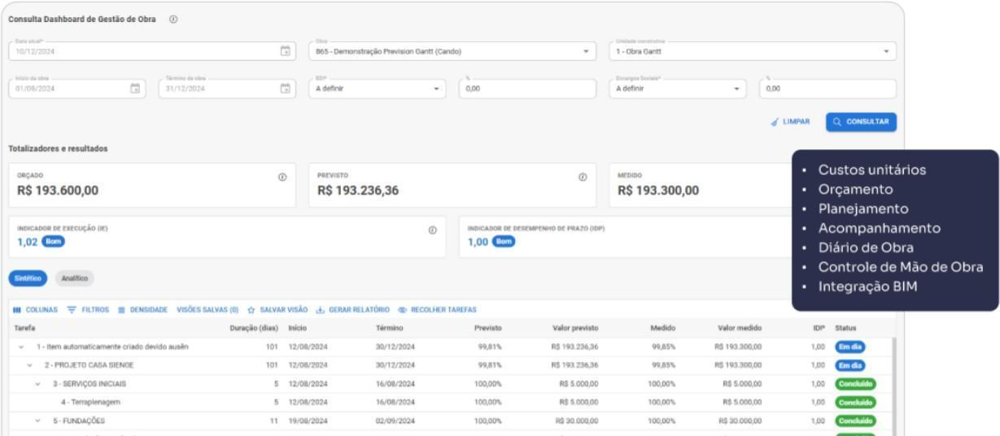 Consulta Dashboard de Gestão de Obra
Data atual* Obra Unidade construtiva
10/12/2024 865 - Demonstração Prevision Gantt (Cando) 1 - Obra Gantt
Início da obra Término da obra BDI* % Encargos Sociais* %
01/08/2024 31/12/2024 A definir 0,00 A definir 0,00
LIMPAR CONSULTAR
Totalizadores e resultados
ORÇADO PREVISTO MEDIDO
R$ 193.600,00 R$ 193.236,36 R$ 193.300,00
INDICADOR DE EXECUÇÃO (IE) INDICADOR DE DESEMPENHO DE PRAZO (IDP)
1,02 Bom 1,00 Bom
Sintético Analítico
▪ Custos unitários
▪ Orçamento
▪ Planejamento
▪ Acompanhamento
▪ Diário de Obra
▪ Controle de Mão de Obra
▪ Integração BIM
COLUNAS FILTROS DENSIDADE VISÕES SALVAS (0) SALVAR VISÃO GERAR RELATÓRIO RECOLHER TAREFAS
Tarefa Duração (dias) Início Término Previsto Valor previsto Medido Valor medido IDP Status
1 - Item automaticamente criado devido ausên 101 12/08/2024 30/12/2024 99,81% R$ 193.236,36 99,85% R$ 193.300,00 1,00 Em dia
2 - PROJETO CASA SIENGE 101 12/08/2024 30/12/2024 99,81% R$ 193.236,36 99,85% R$ 193.300,00 1,00 Em dia
3 - SERVIÇOS INICIAIS 5 12/08/2024 16/08/2024 100,00% R$ 5.000,00 100,00% R$ 5.000,00 1,00 Concluído
4 - Terraplenagem 5 12/08/2024 16/08/2024 100,00% R$ 5.000,00 100,00% R$ 5.000,00 1,00 Concluído
5 - FUNDAÇÕES 11 19/08/2024 02/09/2024 100,00% R$ 30.000,00 100,00% R$ 30.000,00 1,00 Concluído